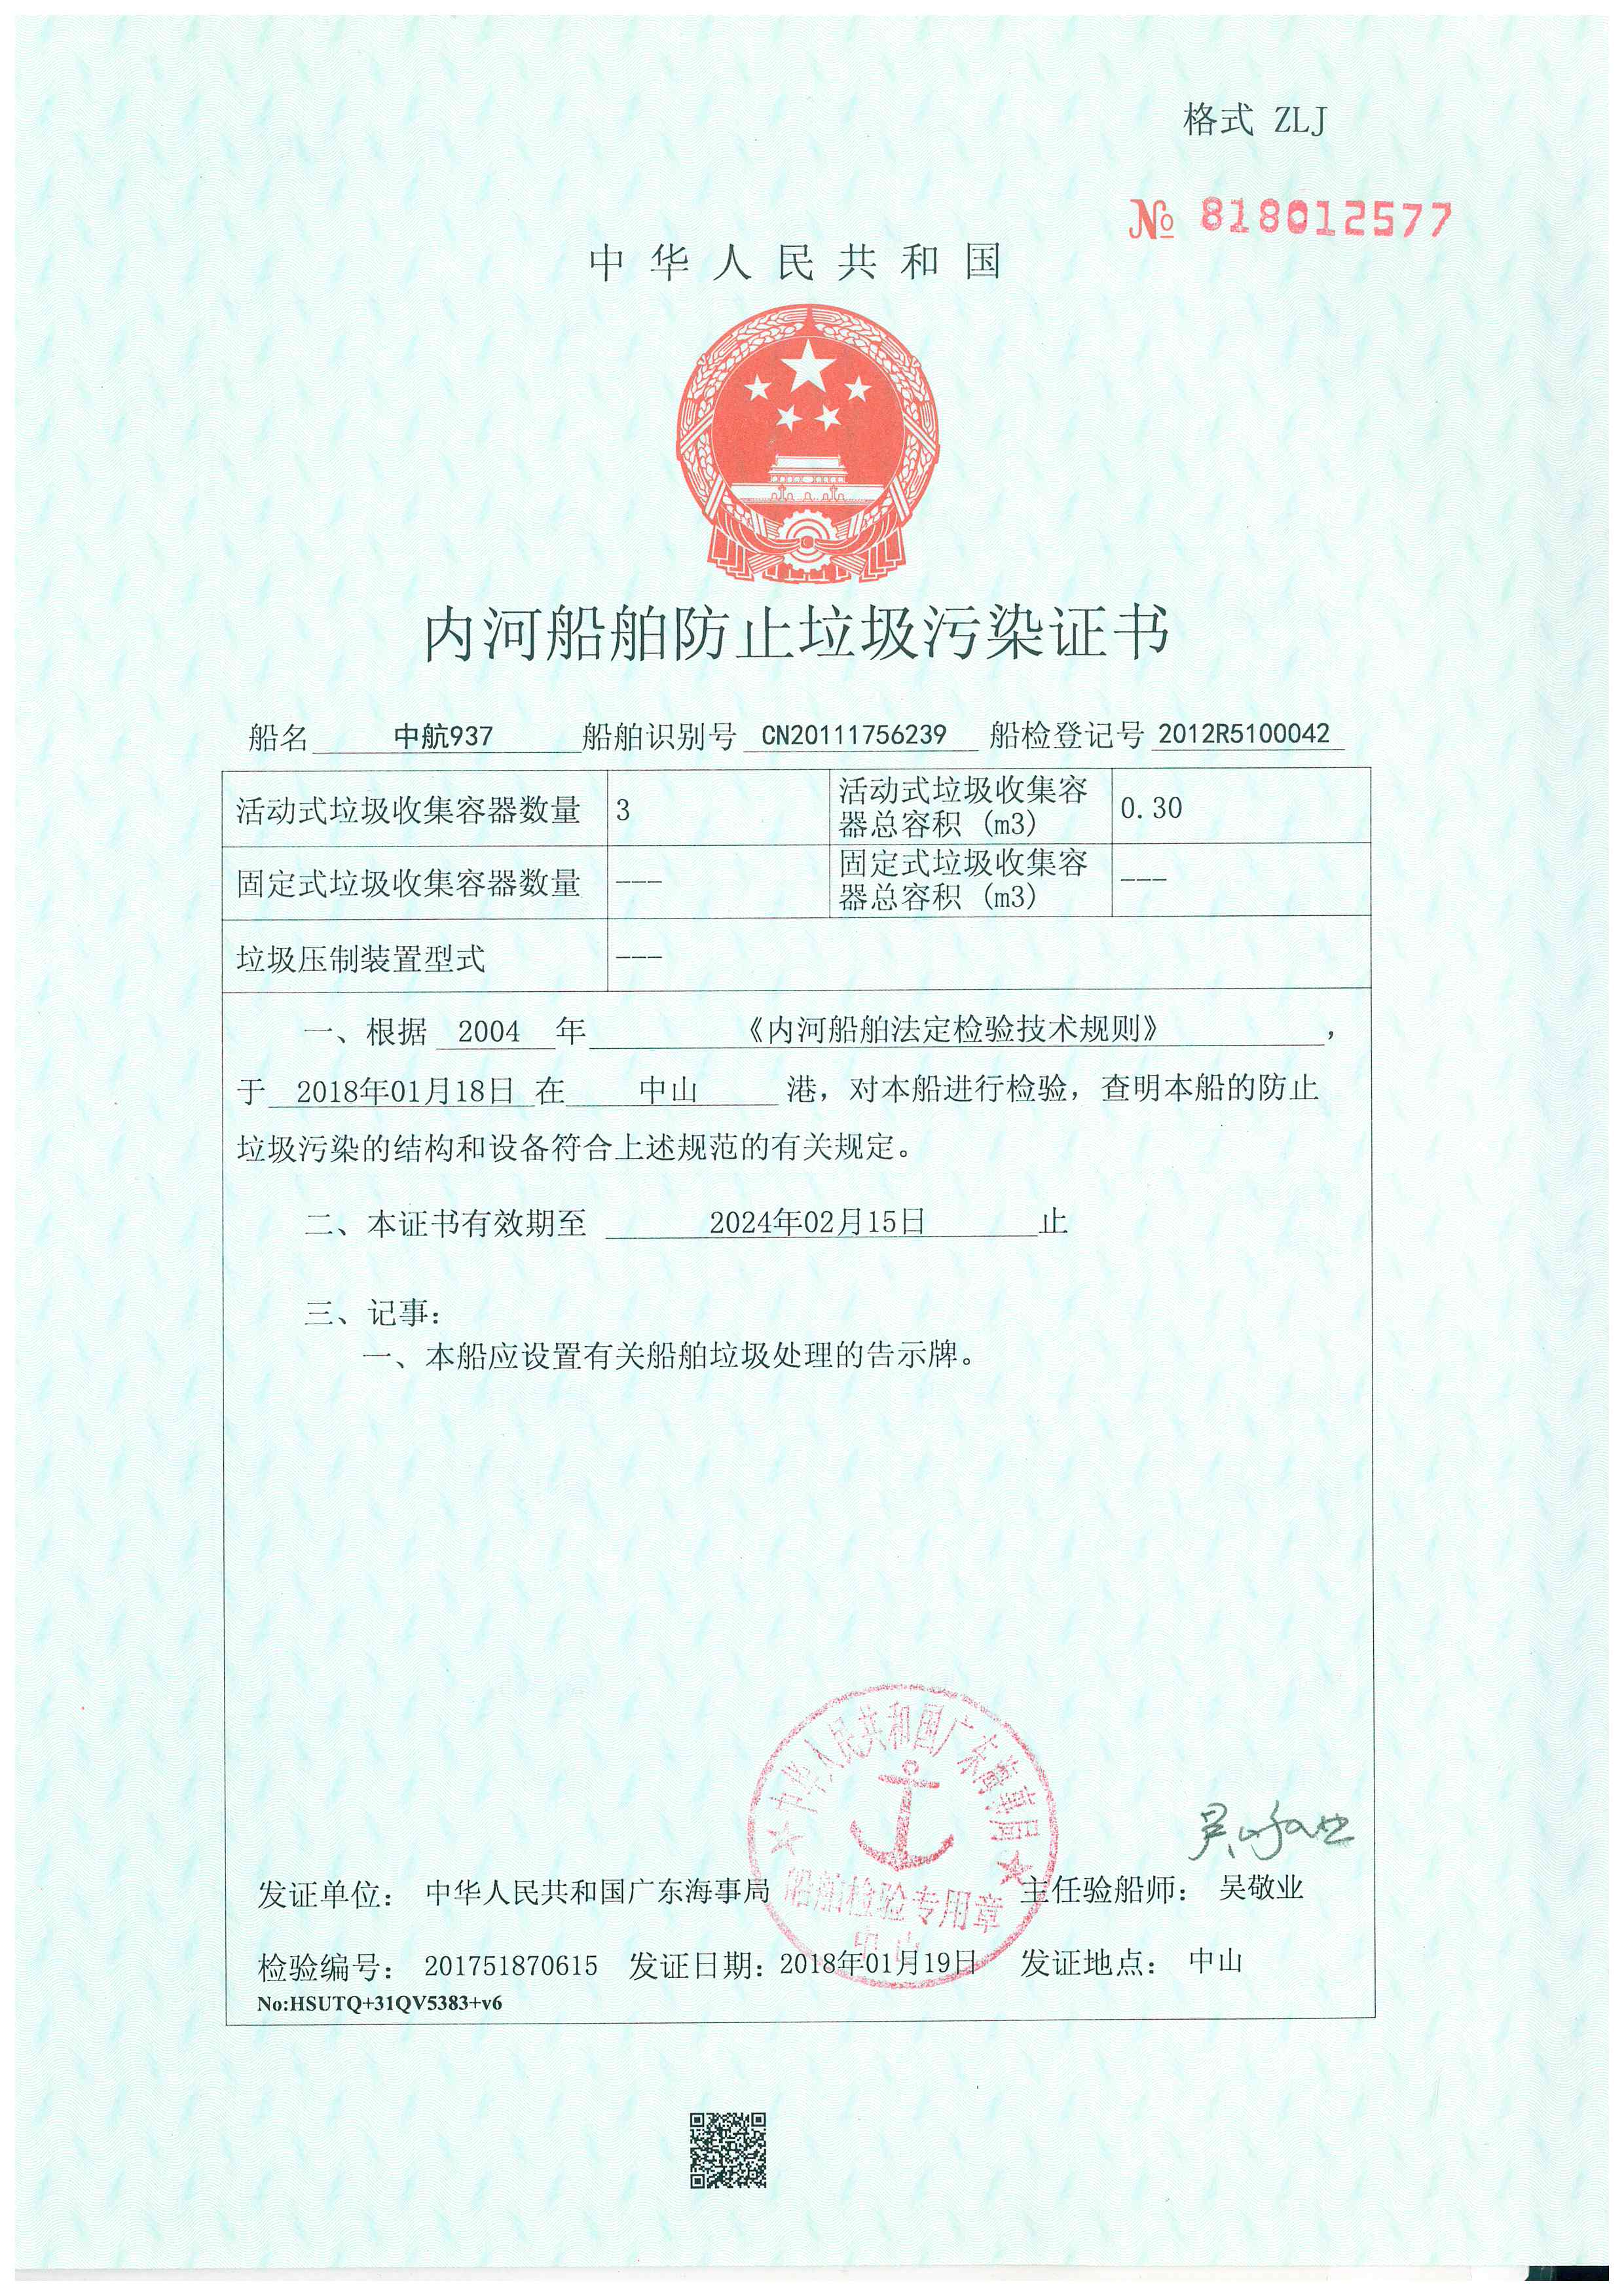 格式 ZLJ
№ 818012577
中华人民共和国
内河船舶防止垃圾污染证书
船名 中航937 船舶识别号 CN20111756239 船检登记号 2012R5100042
活动式垃圾收集容器数量 3 活动式垃圾收集容
器总容积 (m3) 0.30
固定式垃圾收集容器数量 --- 固定式垃圾收集容
器总容积 (m3) ---
垃圾压制装置型式 ---
一、根据 2004 年 《内河船舶法定检验技术规则》 ，
于 2018年01月18日 在 中山 港，对本船进行检验，查明本船的防止
垃圾污染的结构和设备符合上述规范的有关规定。
二、本证书有效期至 2024年02月15日 止
三、记事：
一、本船应设置有关船舶垃圾处理的告示牌。
中华人民共和国广东海事局
船舶检验专用章
中山
吴敬业
发证单位： 中华人民共和国广东海事局 主任验船师： 吴敬业
检验编号： 201751870615 发证日期：2018年01月19日 发证地点： 中山
No:HSUTQ+31QV5383+v6